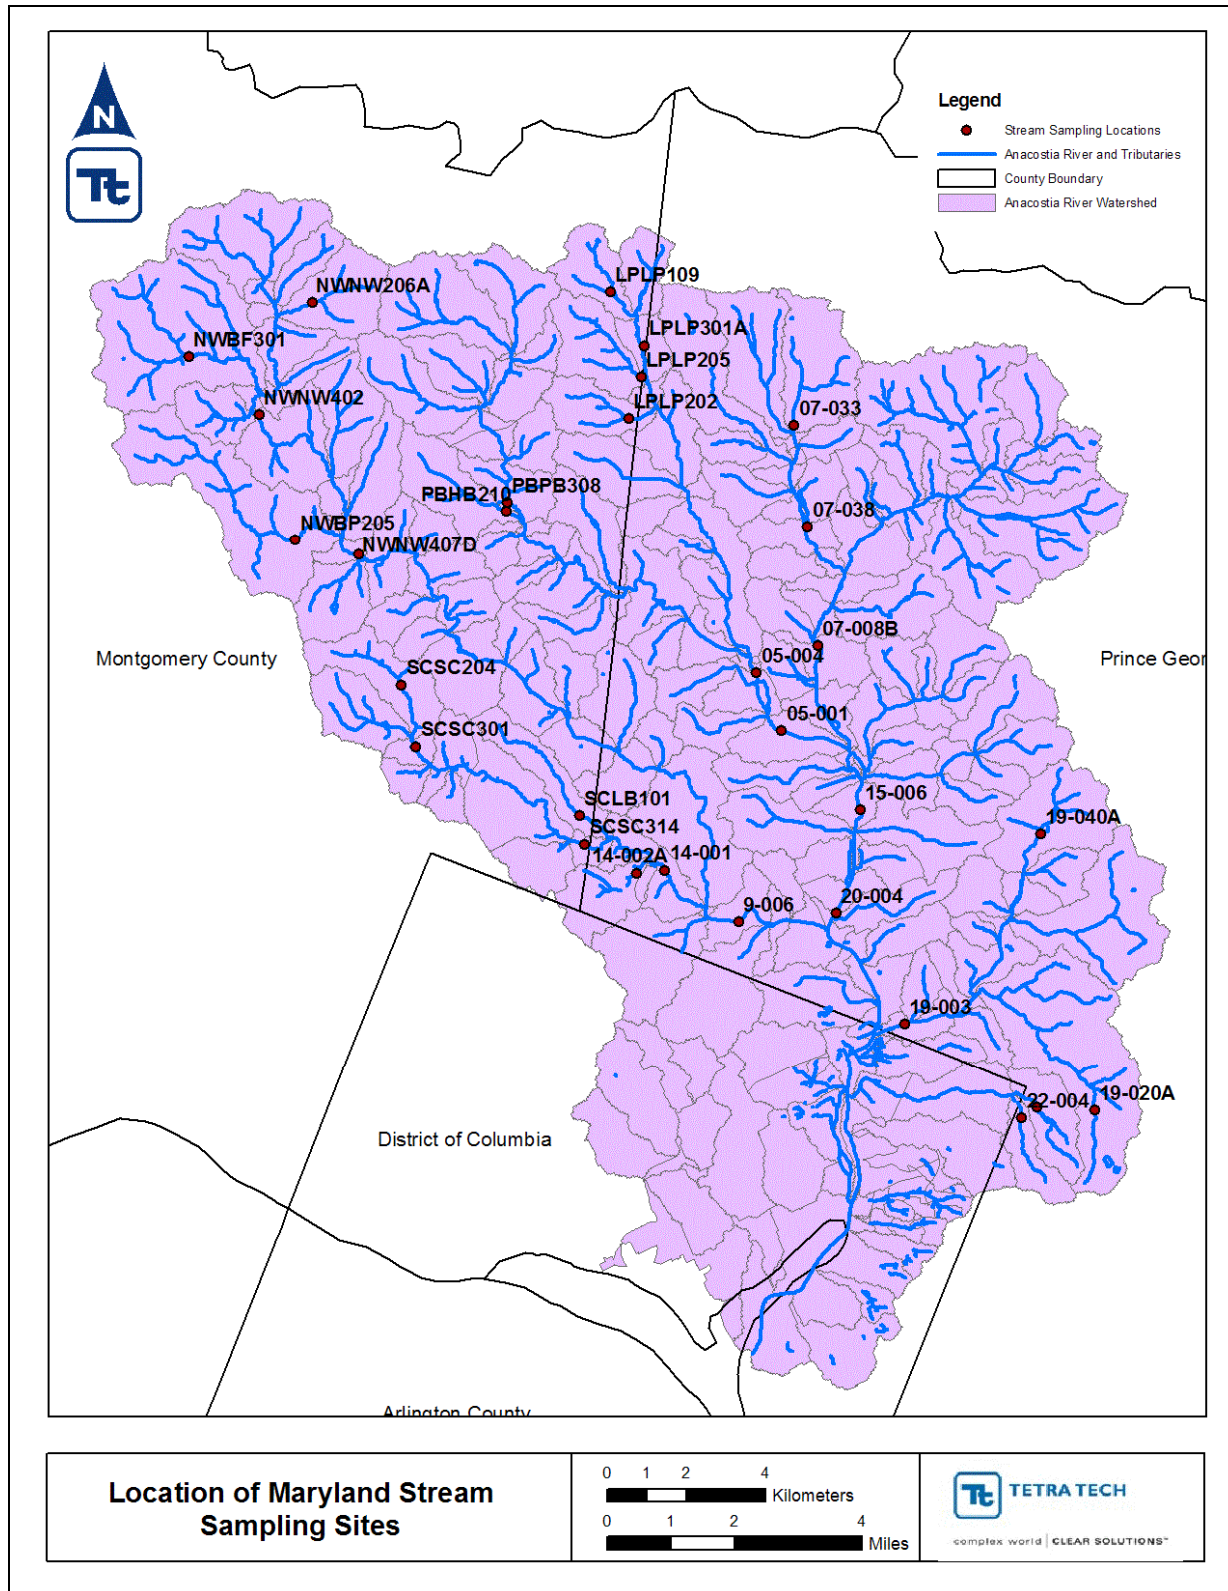 N
Tt
Legend
Stream Sampling Locations
Anacostia River and Tributaries
County Boundary
Anacostia River Watershed
LPLP109
NWNW206A
LPLP301A
NWBF301
LPLP205
NWNW402
LPLP202
07-033
PBHB210
PBPB308
07-038
NWBP205
NWNW407D
07-008B
Montgomery County
05-004
Prince Geor
SCSC204
05-001
SCSC301
SCLB101
15-006
19-040A
SCSC314
14-002A
14-001
9-006
20-004
19-003
22-004
19-020A
District of Columbia
Arlington County
Location of Maryland Stream
Sampling Sites
0 1 2 4
Kilometers
0 1 2 4
Miles
Tt TETRA TECH
complex world | CLEAR SOLUTIONS™